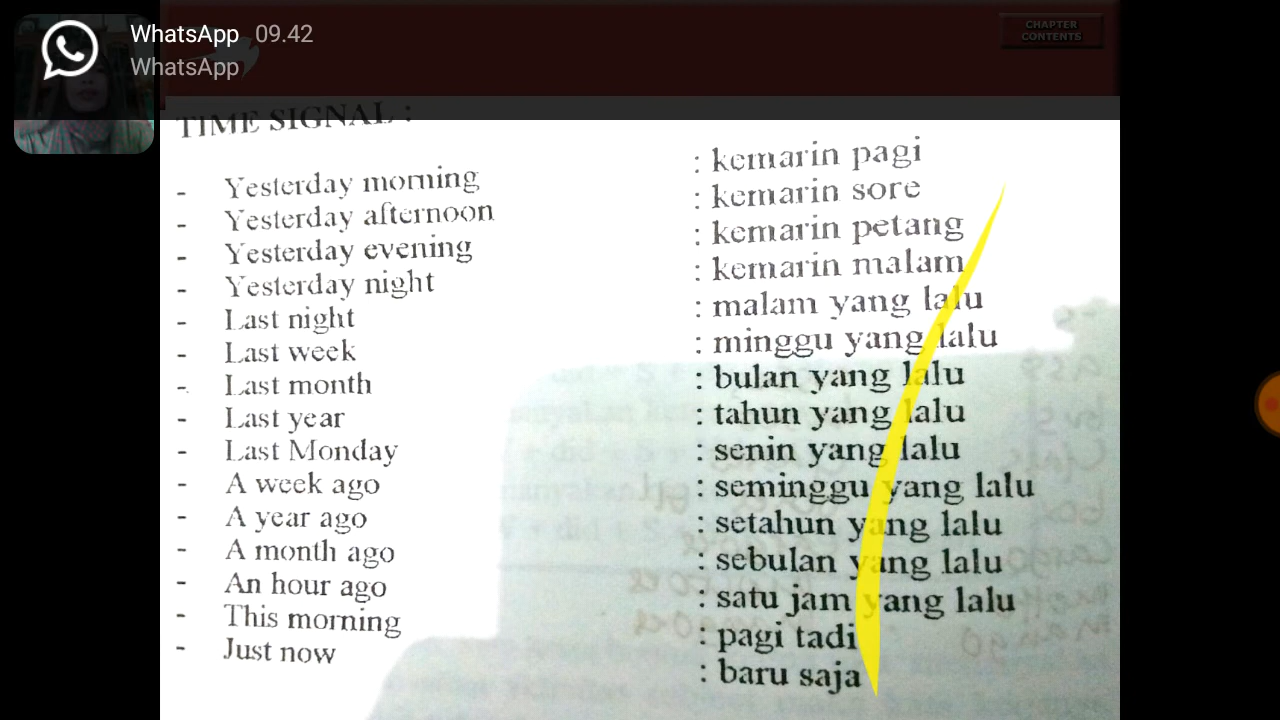 WhatsApp 09.42
WhatsApp
CHAPTER
CONTENTS
TIME SIGNAL :
- Yesterday morning : kemarin pagi
- Yesterday afternoon : kemarin sore
- Yesterday evening : kemarin petang
- Yesterday night : kemarin malam
- Last night : malam yang lalu
- Last week : minggu yang lalu
- Last month : bulan yang lalu
- Last year : tahun yang lalu
- Last Monday : senin yang lalu
- A week ago : seminggu yang lalu
- A year ago : setahun yang lalu
- A month ago : sebulan yang lalu
- An hour ago : satu jam yang lalu
- This morning : pagi tadi
- Just now : baru saja